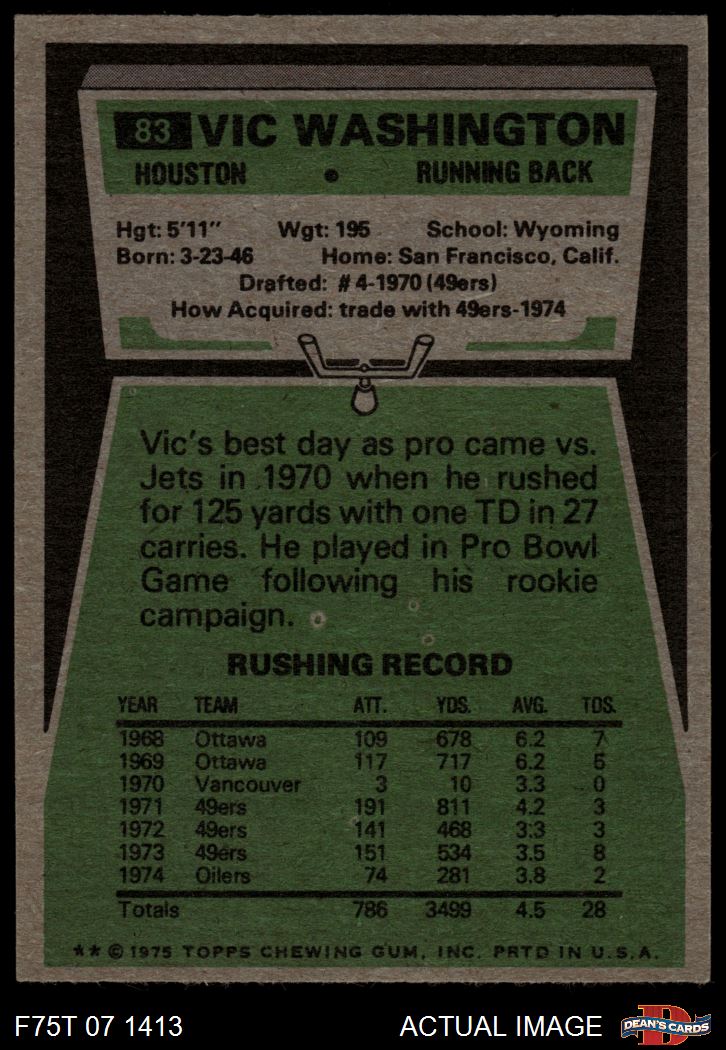 83 VIC WASHINGTON
HOUSTON • RUNNING BACK
Hgt: 5'11" Wgt: 195 School: Wyoming
Born: 3-23-46 Home: San Francisco, Calif.
Drafted: #4-1970 (49ers)
How Acquired: trade with 49ers-1974
Vic's best day as pro came vs.
Jets in 1970 when he rushed
for 125 yards with one TD in 27
carries. He played in Pro Bowl
Game following his rookie
campaign.
RUSHING RECORD
YEAR TEAM ATT. YDS. AVG. TDS.
1968 Ottawa 109 678 6.2 7
1969 Ottawa 117 717 6.2 5
1970 Vancouver 3 10 3.3 0
1971 49ers 191 811 4.2 3
1972 49ers 141 468 3.3 3
1973 49ers 151 534 3.5 8
1974 Oilers 74 281 3.8 2
Totals 786 3499 4.5 28
★★ © 1975 TOPPS CHEWING GUM, INC. PRTD IN U.S.A.
F75T 07 1413 ACTUAL IMAGE D DEAN'S CARDS